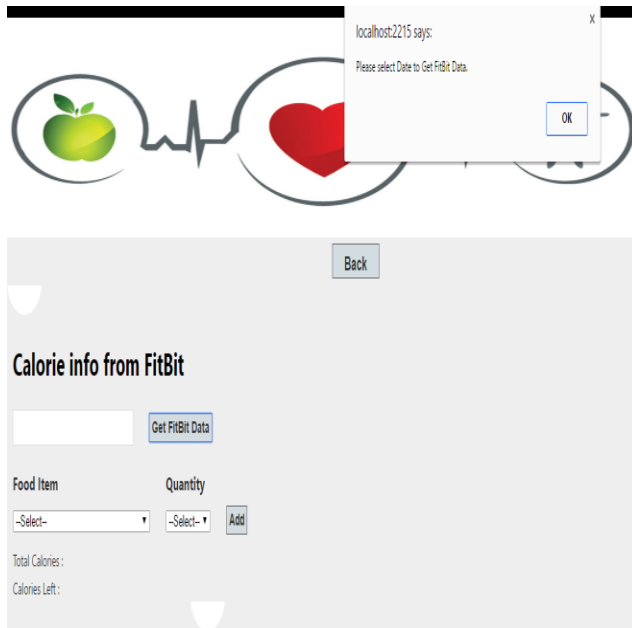 localhost:2215 says:
X
Please select Date to Get FitBit Data.
OK
Back
Calorie info from FitBit
Get FitBit Data
Food Item Quantity
--Select-- --Select-- Add
Total Calories :
Calories Left :